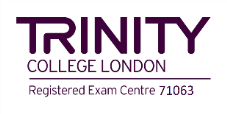 TRINITY
COLLEGE LONDON
Registered Exam Centre 71063